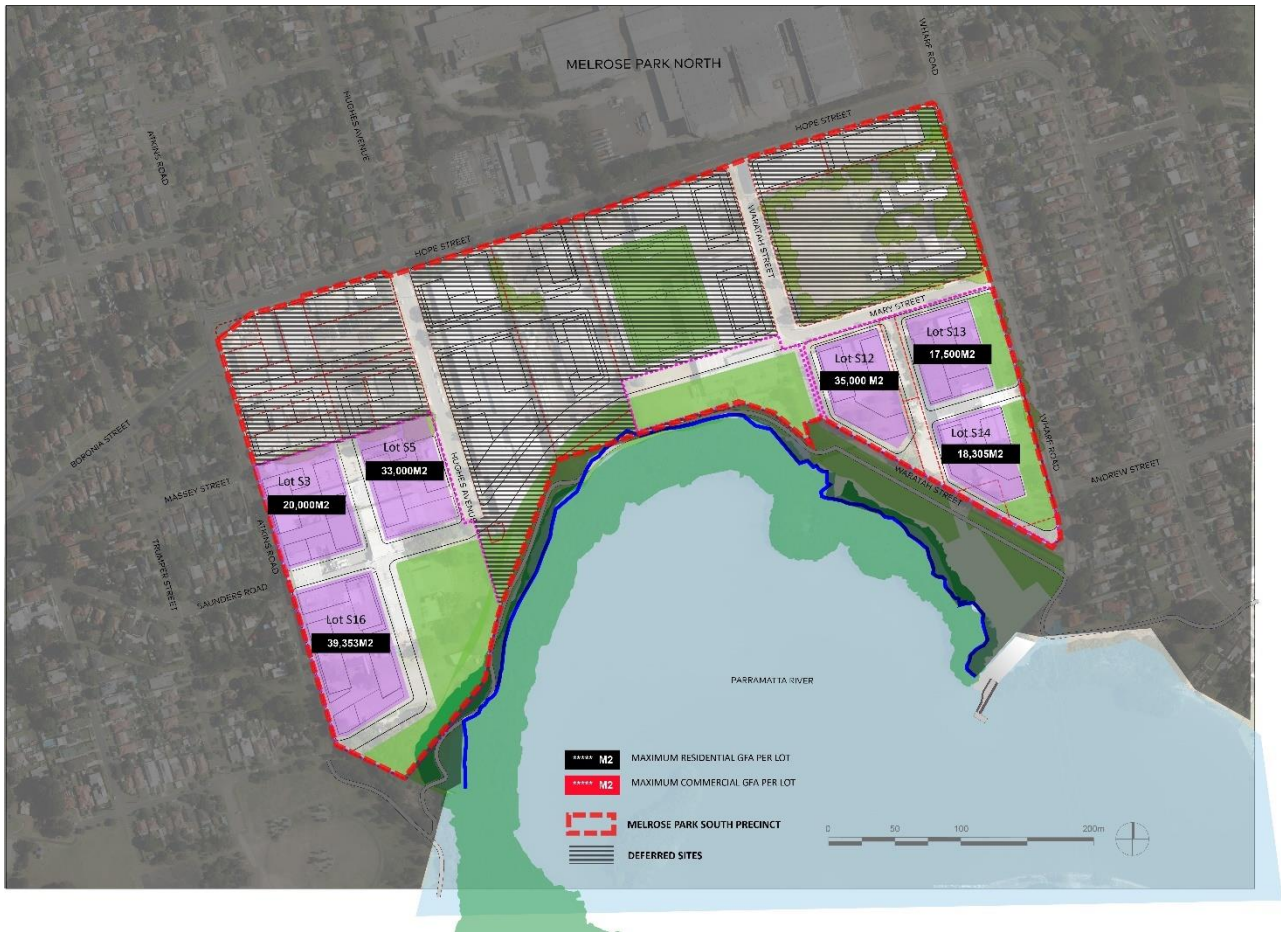 MELROSE PARK NORTH
WHARF ROAD
HUGHES AVENUE
ATKINS ROAD
HOPE STREET
HOPE STREET
WARATAH STREET
MARY STREET
Lot S13
17,500M2
Lot S12
35,000 M2
Lot S14
18,305M2
WHARF ROAD
ANDREW STREET
WARATAH STREET
BORONIA STREET
MASSEY STREET
Lot S5
33,000M2
HUGHES AVENUE
Lot S3
20,000M2
ATKINS ROAD
TRUMPER STREET
SAUNDERS ROAD
Lot S16
39,353M2
PARRAMATTA RIVER
***** M2 MAXIMUM RESIDENTIAL GFA PER LOT
***** M2 MAXIMUM COMMERCIAL GFA PER LOT
MELROSE PARK SOUTH PRECINCT
DEFERRED SITES
0 50 100 200m